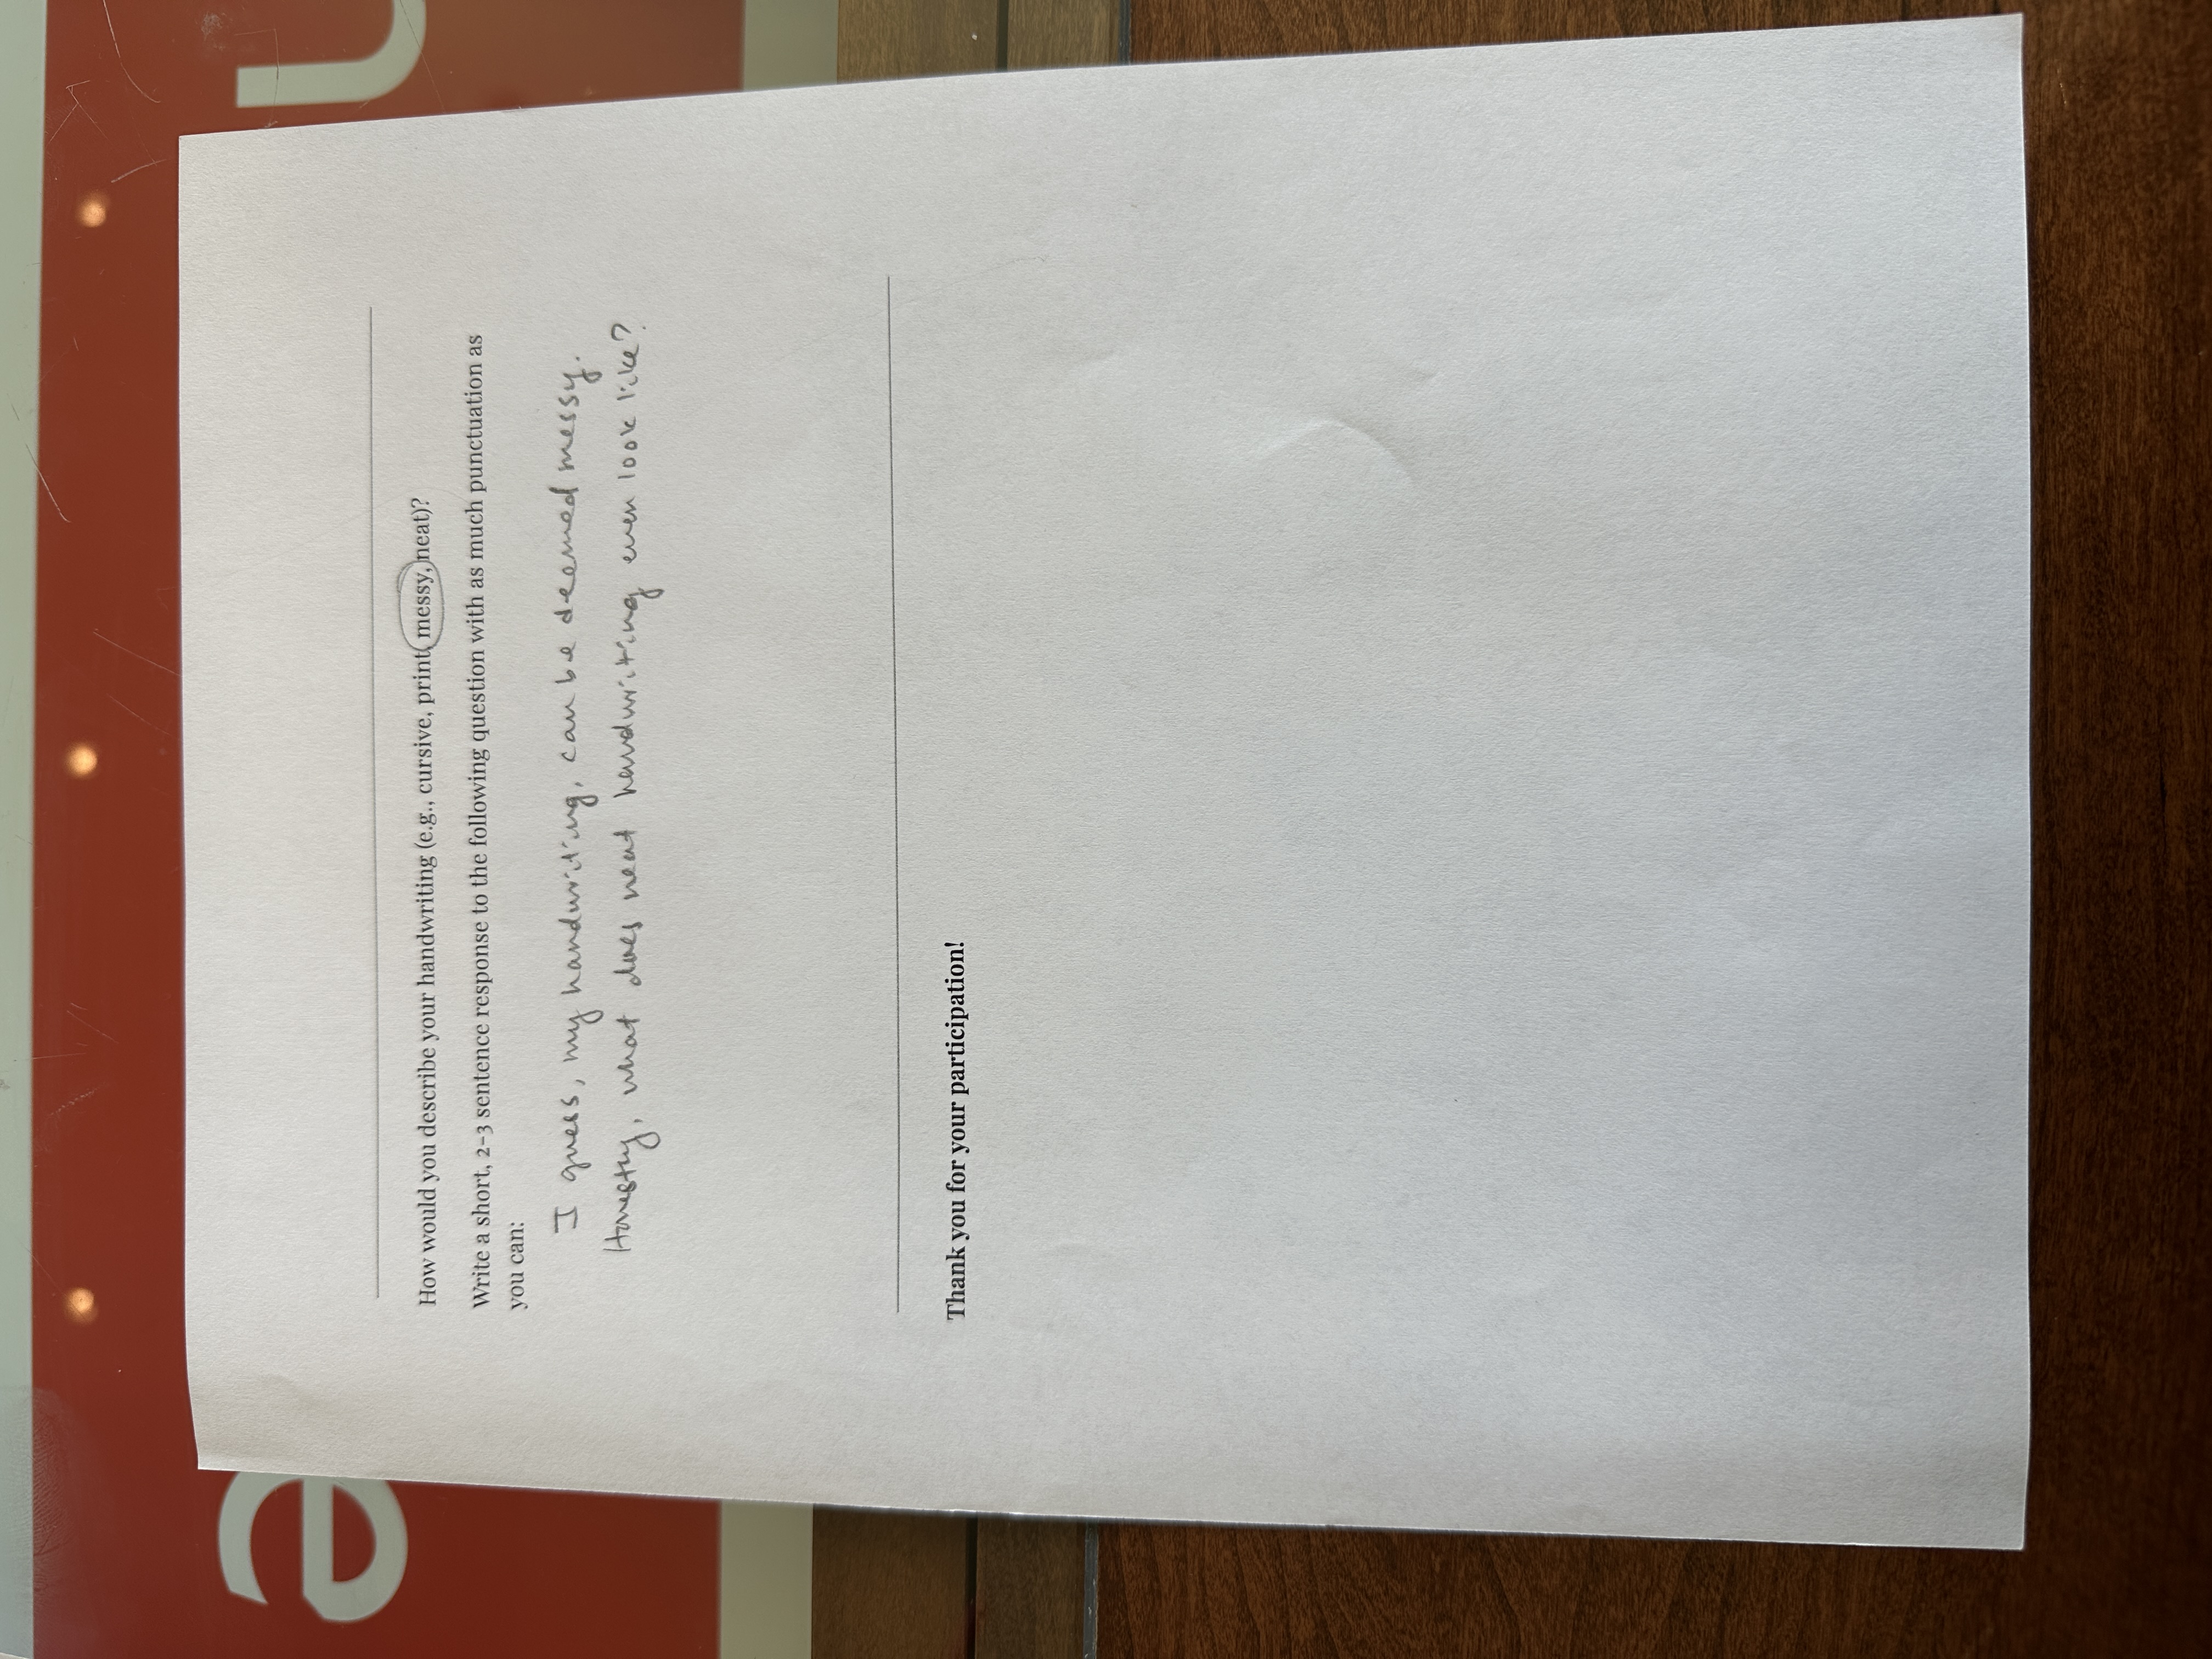 How would you describe your handwriting (e.g., cursive, print, messy, neat)?
Write a short, 2-3 sentence response to the following question with as much punctuation as
you can:
I guess, my handwriting, can be deemed messy.
Honestly, what does neat handwriting even look like?
Thank you for your participation!